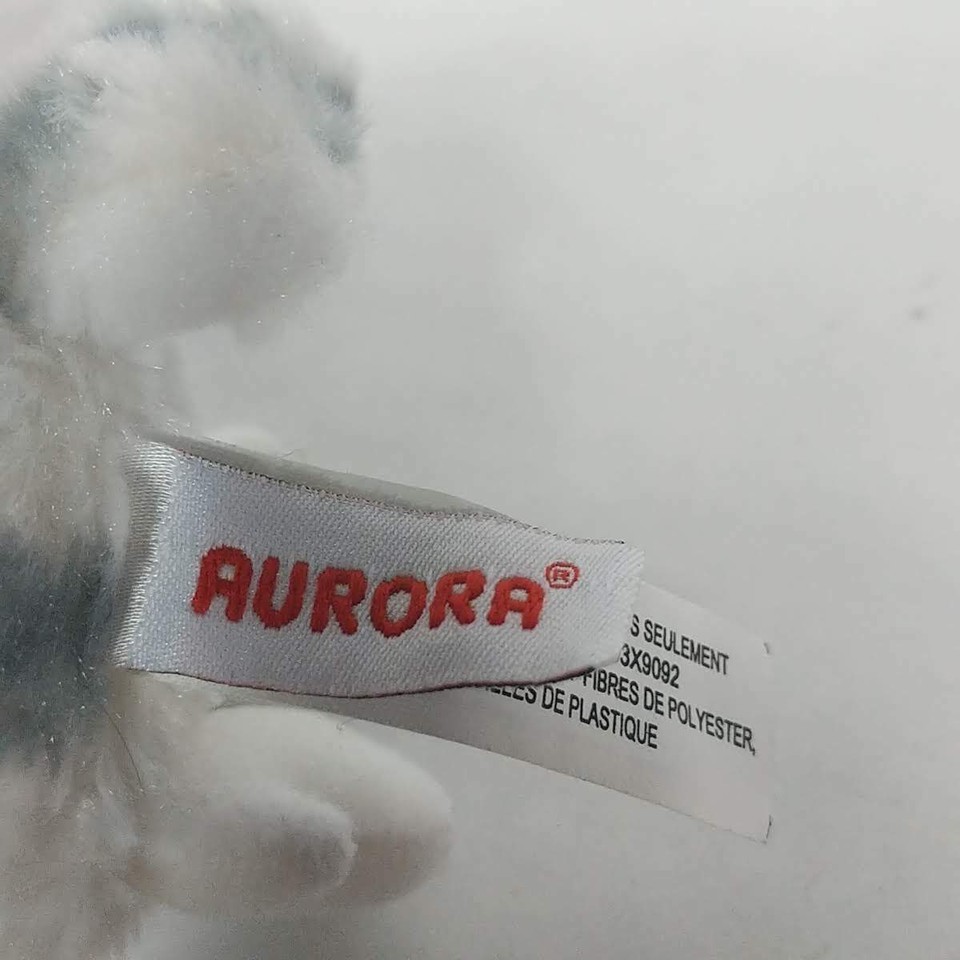 AURORA®
S SEULEMENT
3X9092
FIBRES DE POLYESTER,
DE PLASTIQUE